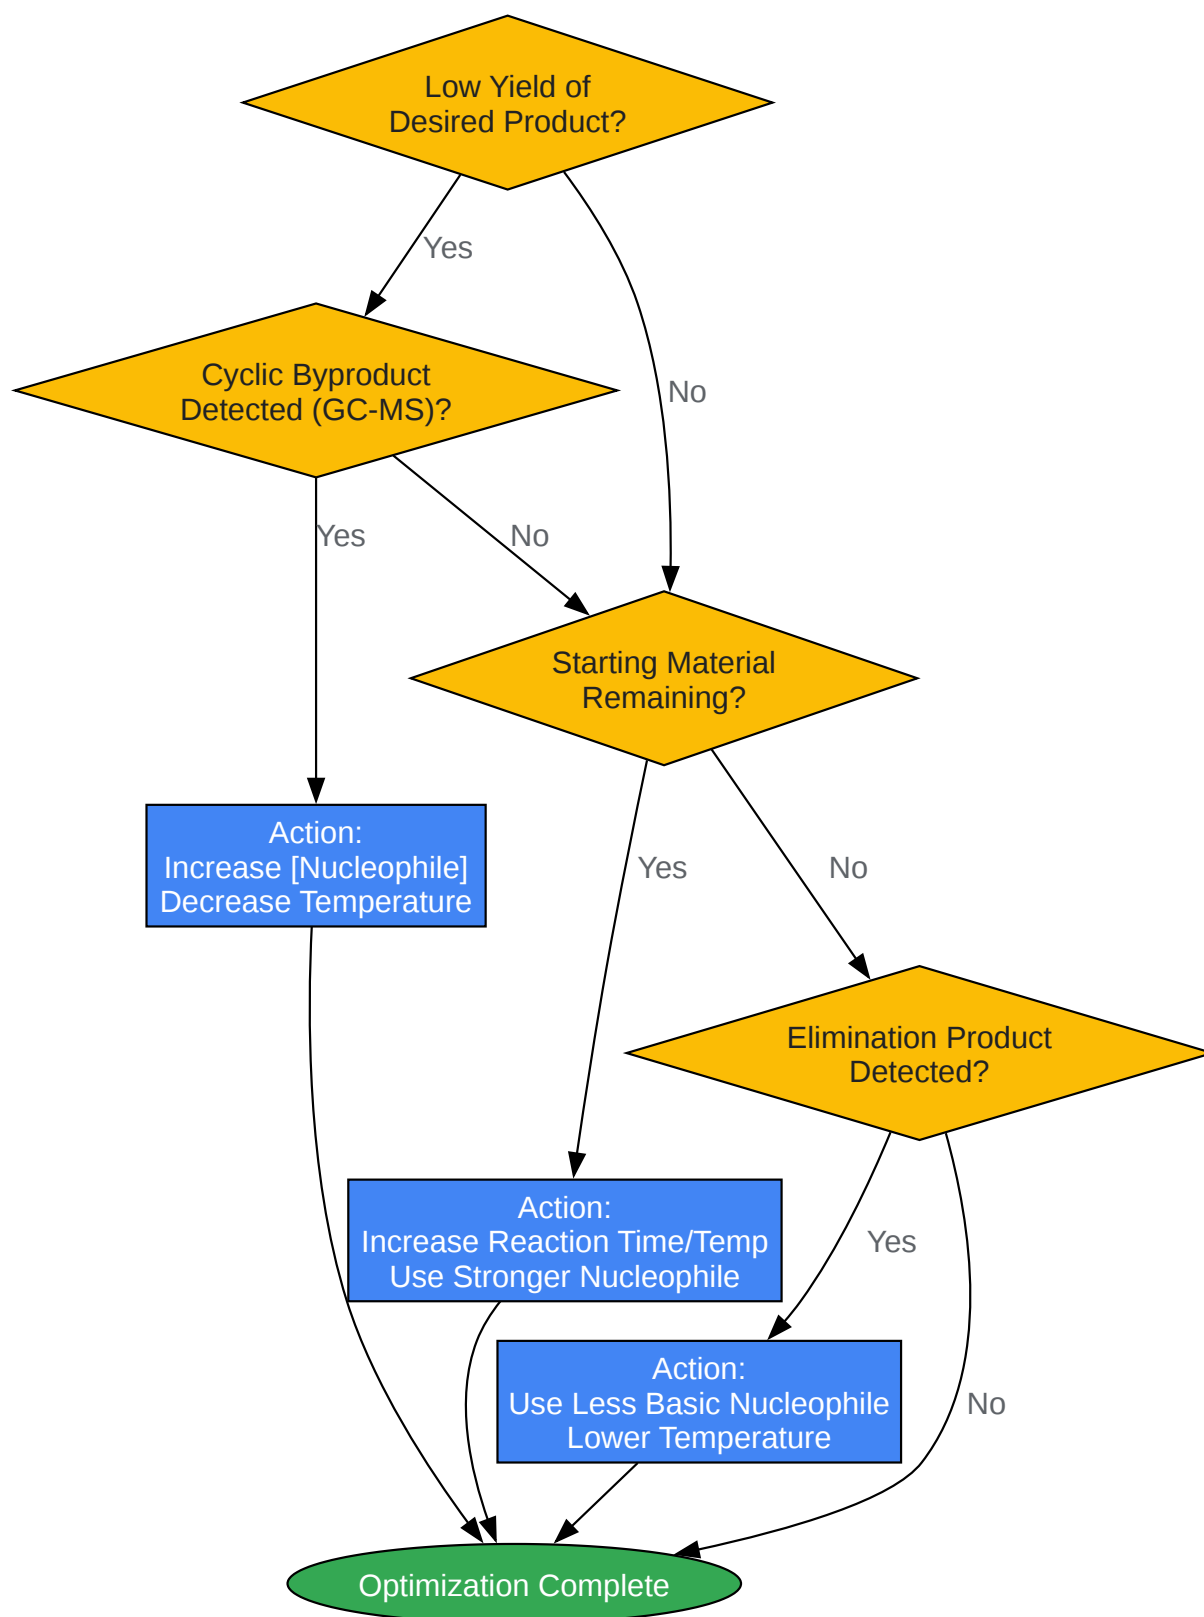 Low Yield of
Desired Product?
Yes
No
Cyclic Byproduct
Detected (GC-MS)?
Yes
No
Starting Material
Remaining?
Action:
Increase [Nucleophile]
Decrease Temperature
Yes
No
Elimination Product
Detected?
Action:
Increase Reaction Time/Temp
Use Stronger Nucleophile
Yes
No
Action:
Use Less Basic Nucleophile
Lower Temperature
Optimization Complete